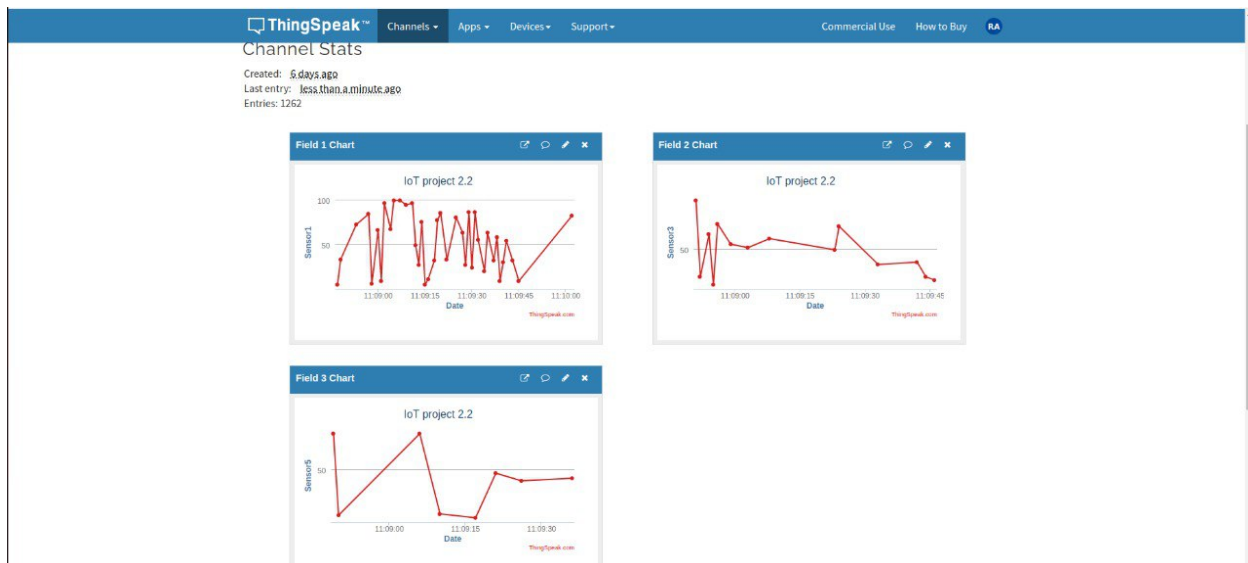 ThingSpeak™ Channels Apps Devices Support Commercial Use How to Buy RA
Channel Stats
Created: 6 days ago
Last entry: less than a minute ago
Entries: 1262
Field 1 Chart
IoT project 2.2
100
50
Sensor1
11:09:00 11:09:15 11:09:30 11:09:45 11:10:00
Date
ThingSpeak.com
Field 2 Chart
IoT project 2.2
50
Sensor3
11:09:00 11:09:15 11:09:30 11:09:45
Date
ThingSpeak.com
Field 3 Chart
IoT project 2.2
50
Sensor5
11:09:00 11:09:15 11:09:30
Date
ThingSpeak.com